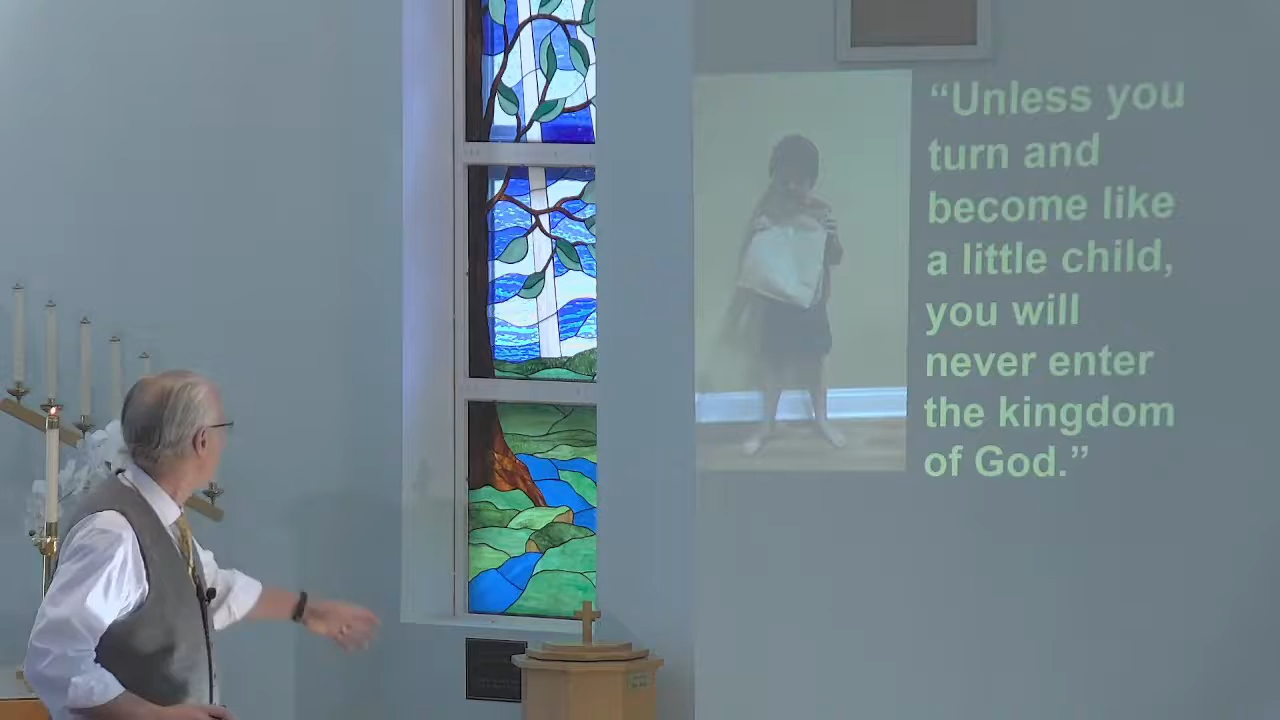 “Unless you
turn and
become like
a little child,
you will
never enter
the kingdom
of God.”